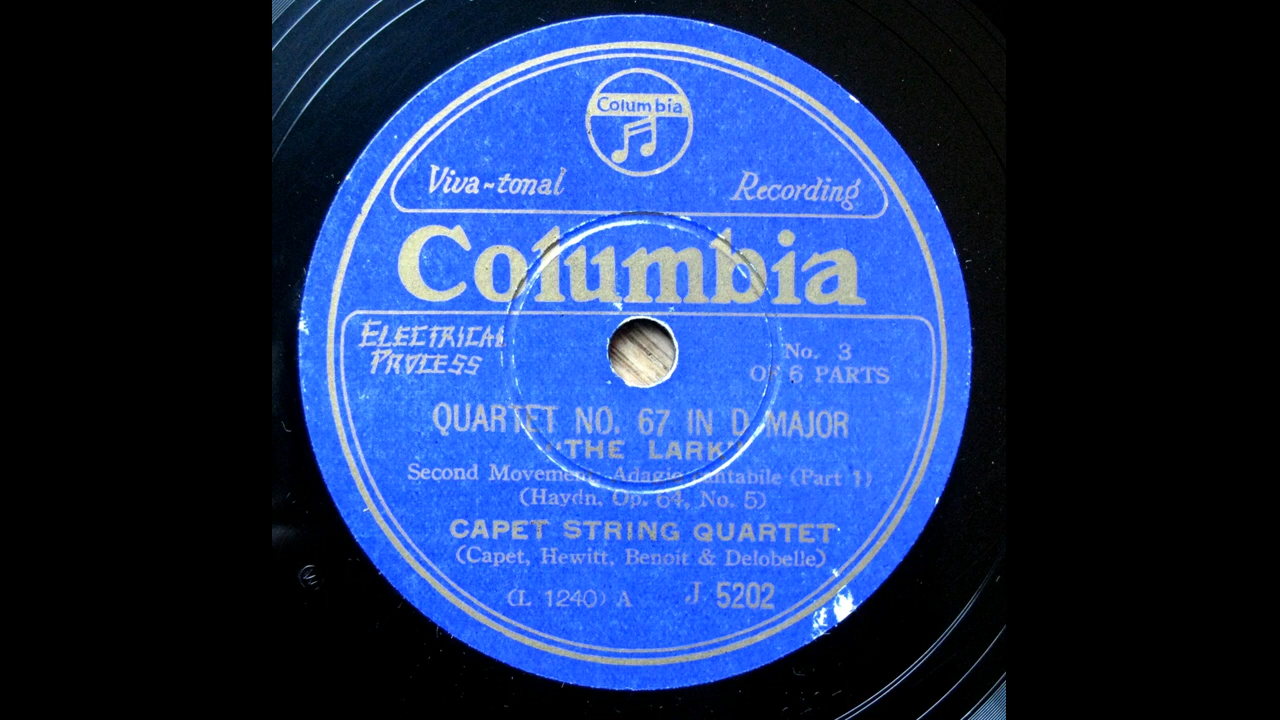 Columbia
Viva-tonal Recording
Columbia
ELECTRICAL
PROCESS
No. 3
OF 6 PARTS
QUARTET NO. 67 IN D MAJOR
"THE LARK"
Second Movement, Adagio cantabile (Part 1)
(Haydn, Op. 64, No. 5)
CAPET STRING QUARTET
(Capet, Hewitt, Benoit & Delobelle)
(L 1240) A J 5202